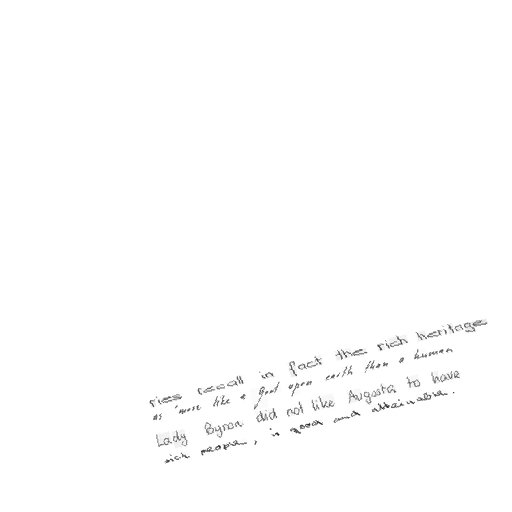 ries recall in fact the rich heritage
as 'more like a god upon earth than a human
Lady Byron did not like Augusta to have
sick people, is good and attainable.